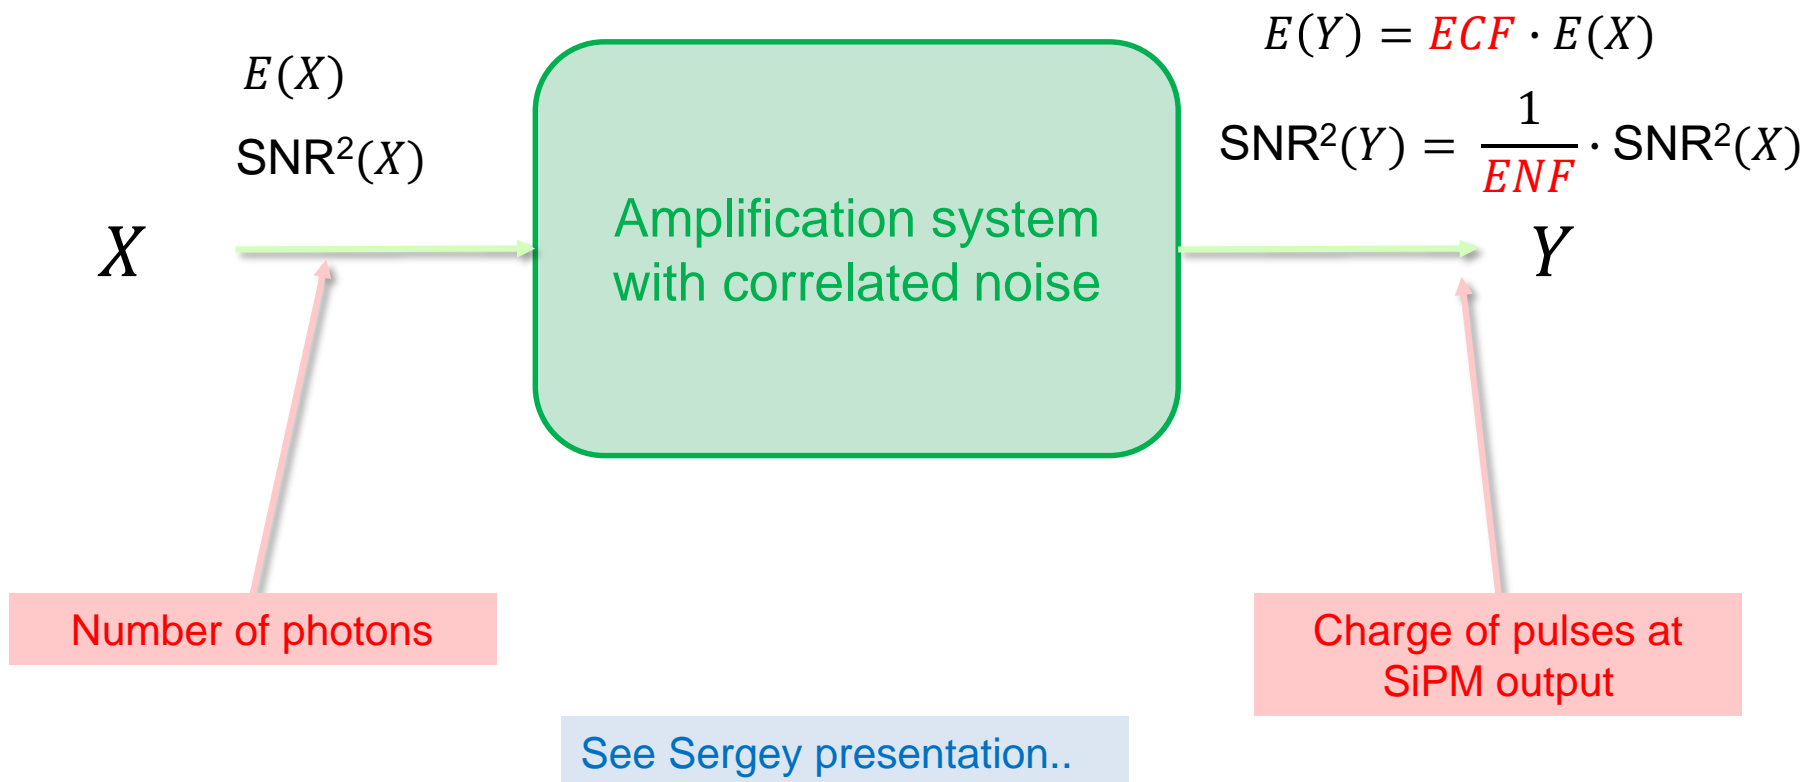 E(X)
SNR²(X)
X
Amplification system
with correlated noise
E(Y) = ECF · E(X)
SNR²(Y) = 1/ENF · SNR²(X)
Y
Number of photons
Charge of pulses at
SiPM output
See Sergey presentation..